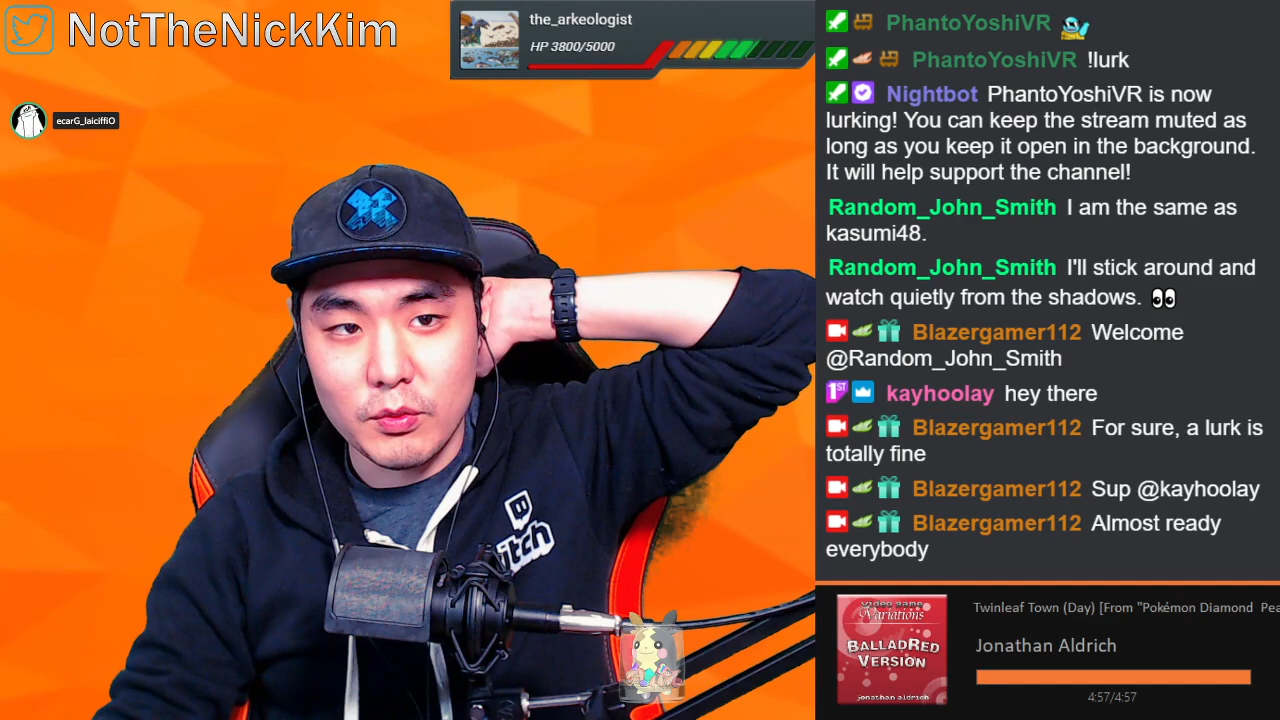 NotTheNickKim
the_arkeologist
HP 3800/5000
ecarG_laiciffiO
PhantoYoshiVR
PhantoYoshiVR !lurk
Nightbot PhantoYoshiVR is now
lurking! You can keep the stream muted as
long as you keep it open in the background.
It will help support the channel!
Random_John_Smith I am the same as
kasumi48.
Random_John_Smith I'll stick around and
watch quietly from the shadows.
Blazergamer112 Welcome
@Random_John_Smith
1ST kayhoolay hey there
Blazergamer112 For sure, a lurk is
totally fine
Blazergamer112 Sup @kayhoolay
Blazergamer112 Almost ready
everybody
itch
video game
Variations
BALLADRED
VERSION
jonathan aldrich
Twinleaf Town (Day) [From "Pokémon Diamond Pea
Jonathan Aldrich
4:57/4:57